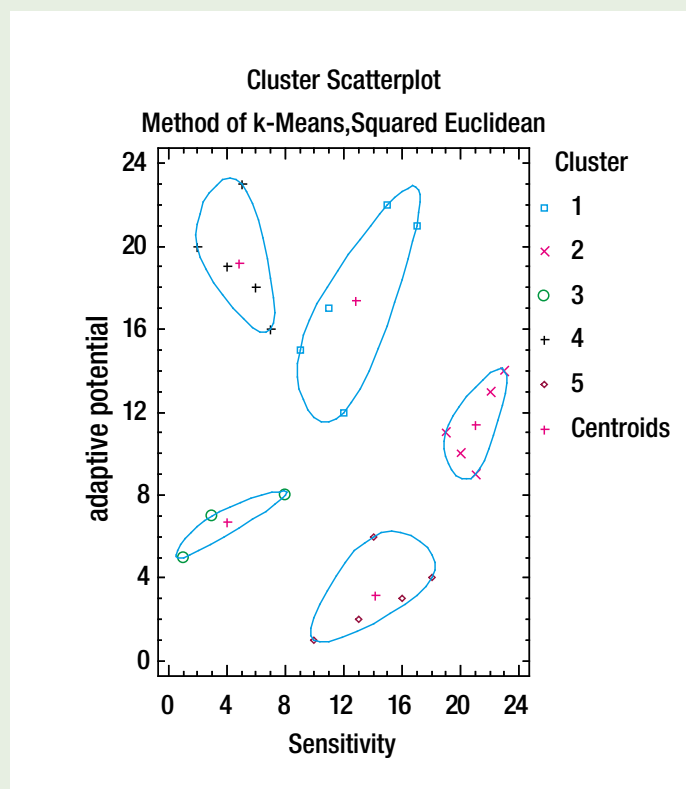 Cluster Scatterplot
Method of k-Means,Squared Euclidean
24
20
16
12
8
4
0
adaptive potential
0 4 8 12 16 20 24
Sensitivity
Cluster
1
2
3
4
5
Centroids